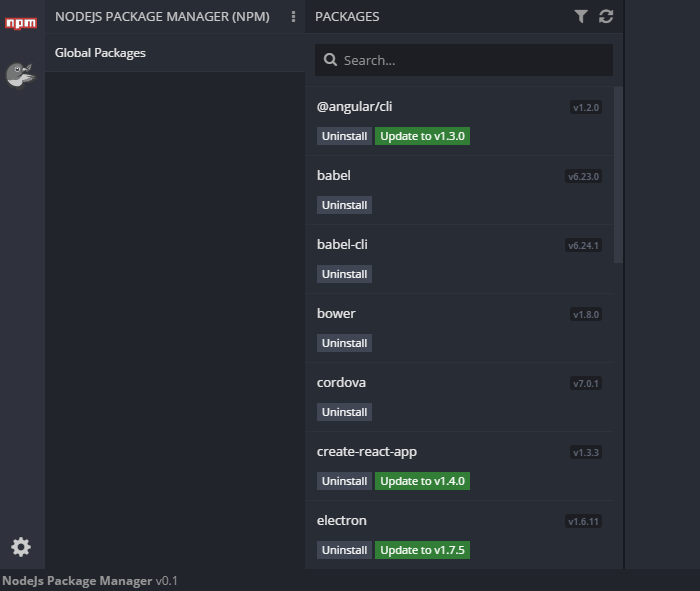 npm
NODEJS PACKAGE MANAGER (NPM)
Global Packages
PACKAGES
Search...
@angular/cli v1.2.0
Uninstall Update to v1.3.0
babel v6.23.0
Uninstall
babel-cli v6.24.1
Uninstall
bower v1.8.0
Uninstall
cordova v7.0.1
Uninstall
create-react-app v1.3.3
Uninstall Update to v1.4.0
electron v1.6.11
Uninstall Update to v1.7.5
NodeJs Package Manager v0.1